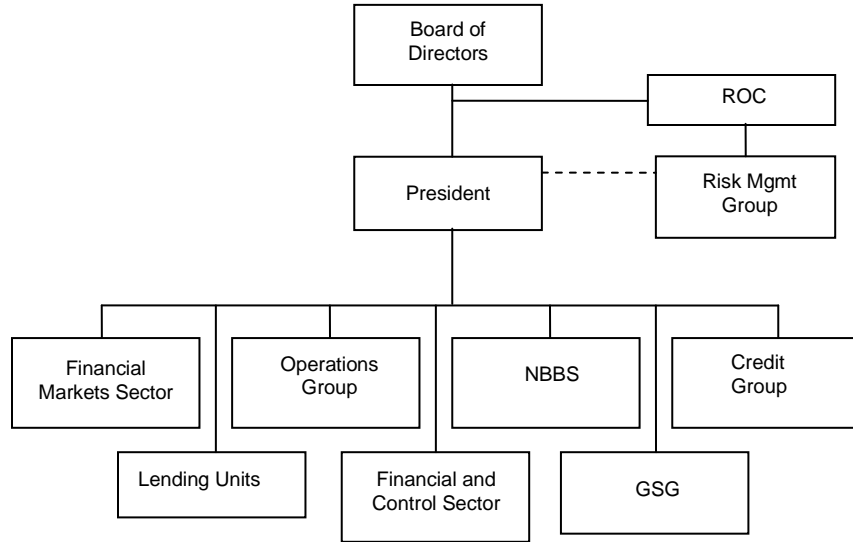 Board of
Directors
ROC
President
Risk Mgmt
Group
Financial
Markets Sector
Operations
Group
NBBS
Credit
Group
Lending Units
Financial and
Control Sector
GSG